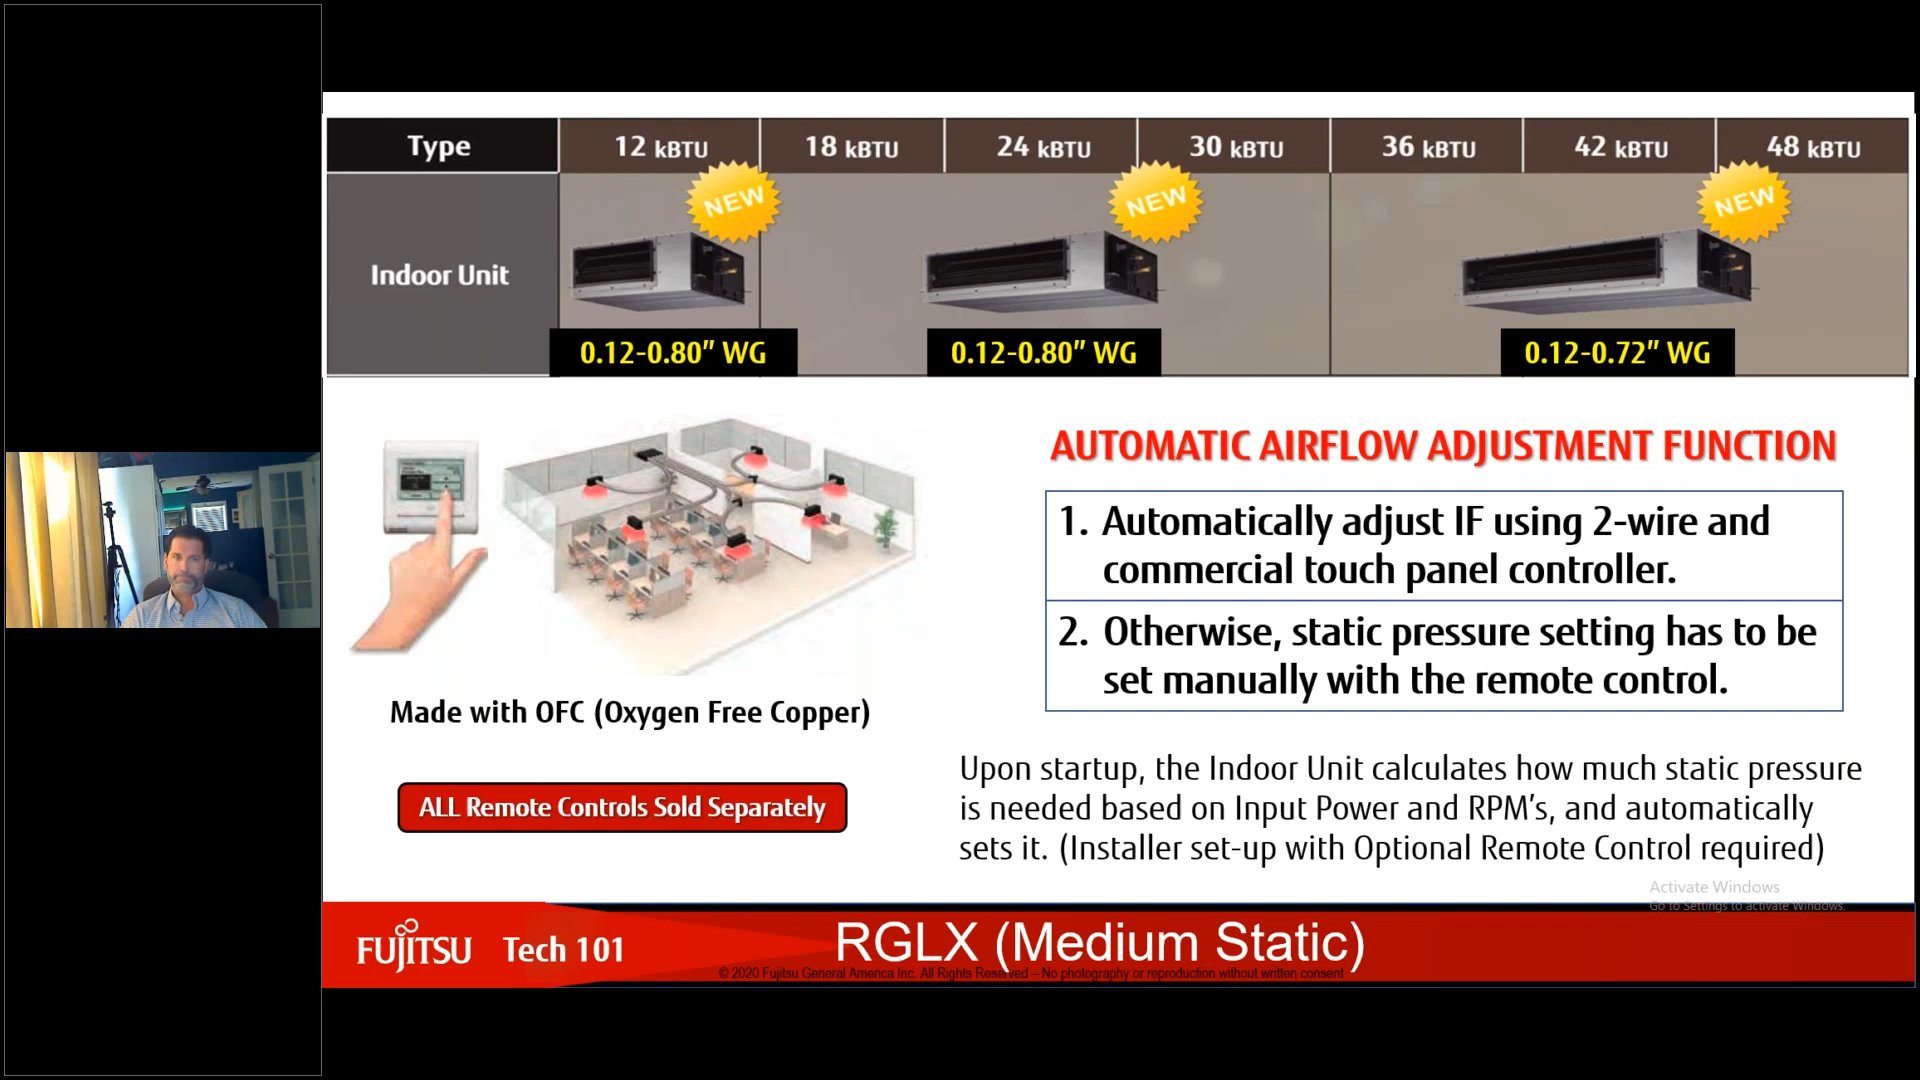 Type
12 kBTU
18 kBTU
24 kBTU
30 kBTU
36 kBTU
42 kBTU
48 kBTU
NEW
NEW
NEW
Indoor Unit
0.12-0.80" WG
0.12-0.80" WG
0.12-0.72" WG
AUTOMATIC AIRFLOW ADJUSTMENT FUNCTION
1. Automatically adjust IF using 2-wire and
commercial touch panel controller.
2. Otherwise, static pressure setting has to be
set manually with the remote control.
Made with OFC (Oxygen Free Copper)
ALL Remote Controls Sold Separately
Upon startup, the Indoor Unit calculates how much static pressure
is needed based on Input Power and RPM's, and automatically
sets it. (Installer set-up with Optional Remote Control required)
Activate Windows
Go to Settings to activate Windows.
FUJITSU Tech 101
RGLX (Medium Static)
© 2020 Fujitsu General America Inc. All Rights Reserved – No photography or reproduction without written consent